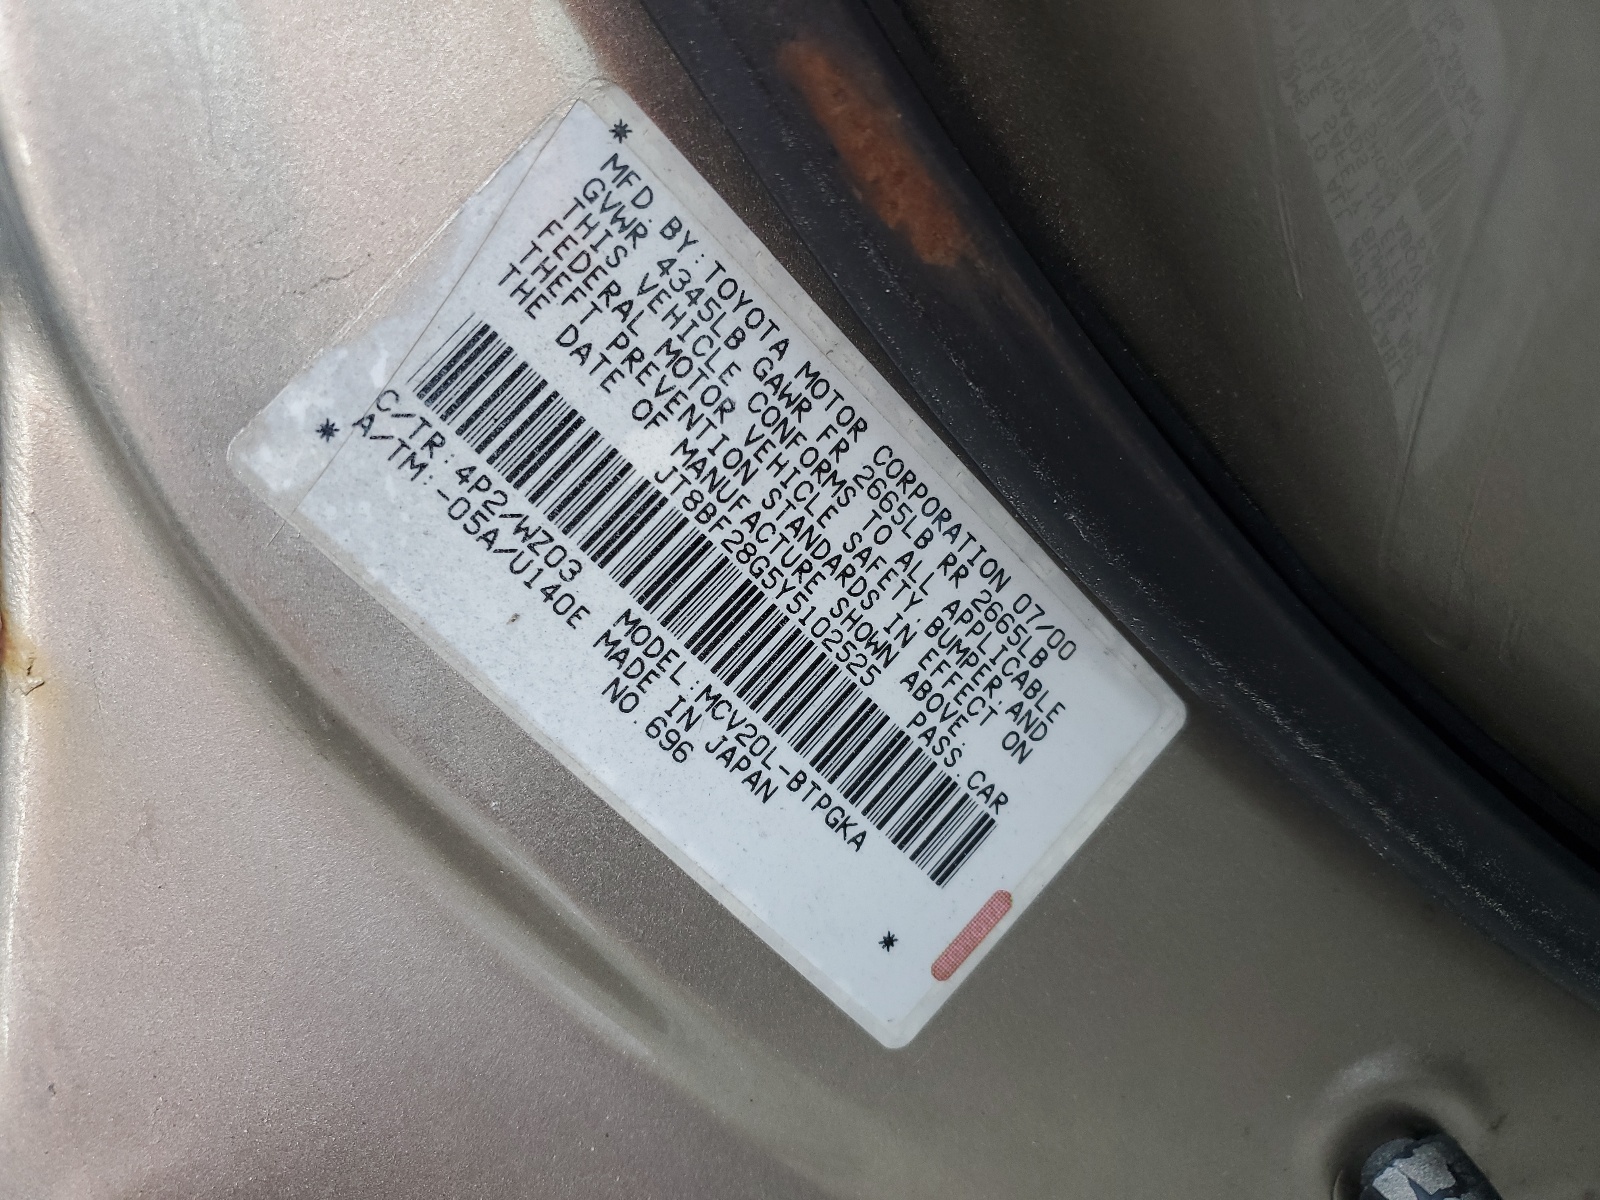 *
MFD. BY: TOYOTA MOTOR CORPORATION 07/00
GVWR 4345LB GAWR FR 2665LB RR 2665LB
THIS VEHICLE CONFORMS TO ALL APPLICABLE
FEDERAL MOTOR VEHICLE SAFETY, BUMPER, AND
THEFT PREVENTION STANDARDS IN EFFECT ON
THE DATE OF MANUFACTURE SHOWN ABOVE.
JT8BF28G5Y5102525 PASS. CAR
*
C/TR: 4P2/WZ03 MODEL: MCV20L-BTPGKA
A/TM: -05A/U140E MADE IN JAPAN
NO. 696
*